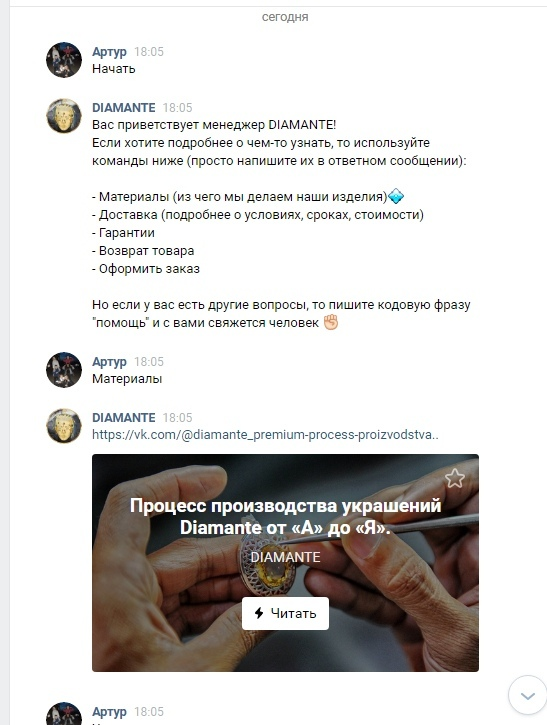 сегодня
Артур 18:05
Начать
DIAMANTE 18:05
Вас приветствует менеджер DIAMANTE!
Если хотите подробнее о чем-то узнать, то используйте
команды ниже (просто напишите их в ответном сообщении):
- Материалы (из чего мы делаем наши изделия)
- Доставка (подробнее о условиях, сроках, стоимости)
- Гарантии
- Возврат товара
- Оформить заказ
Но если у вас есть другие вопросы, то пишите кодовую фразу
"помощь" и с вами свяжется человек
Артур 18:05
Материалы
DIAMANTE 18:05
https://vk.com/@diamante_premium-process-proizvodstva..
Процесс производства украшений
Diamante от «А» до «Я».
DIAMANTE
Читать
Артур 18:05